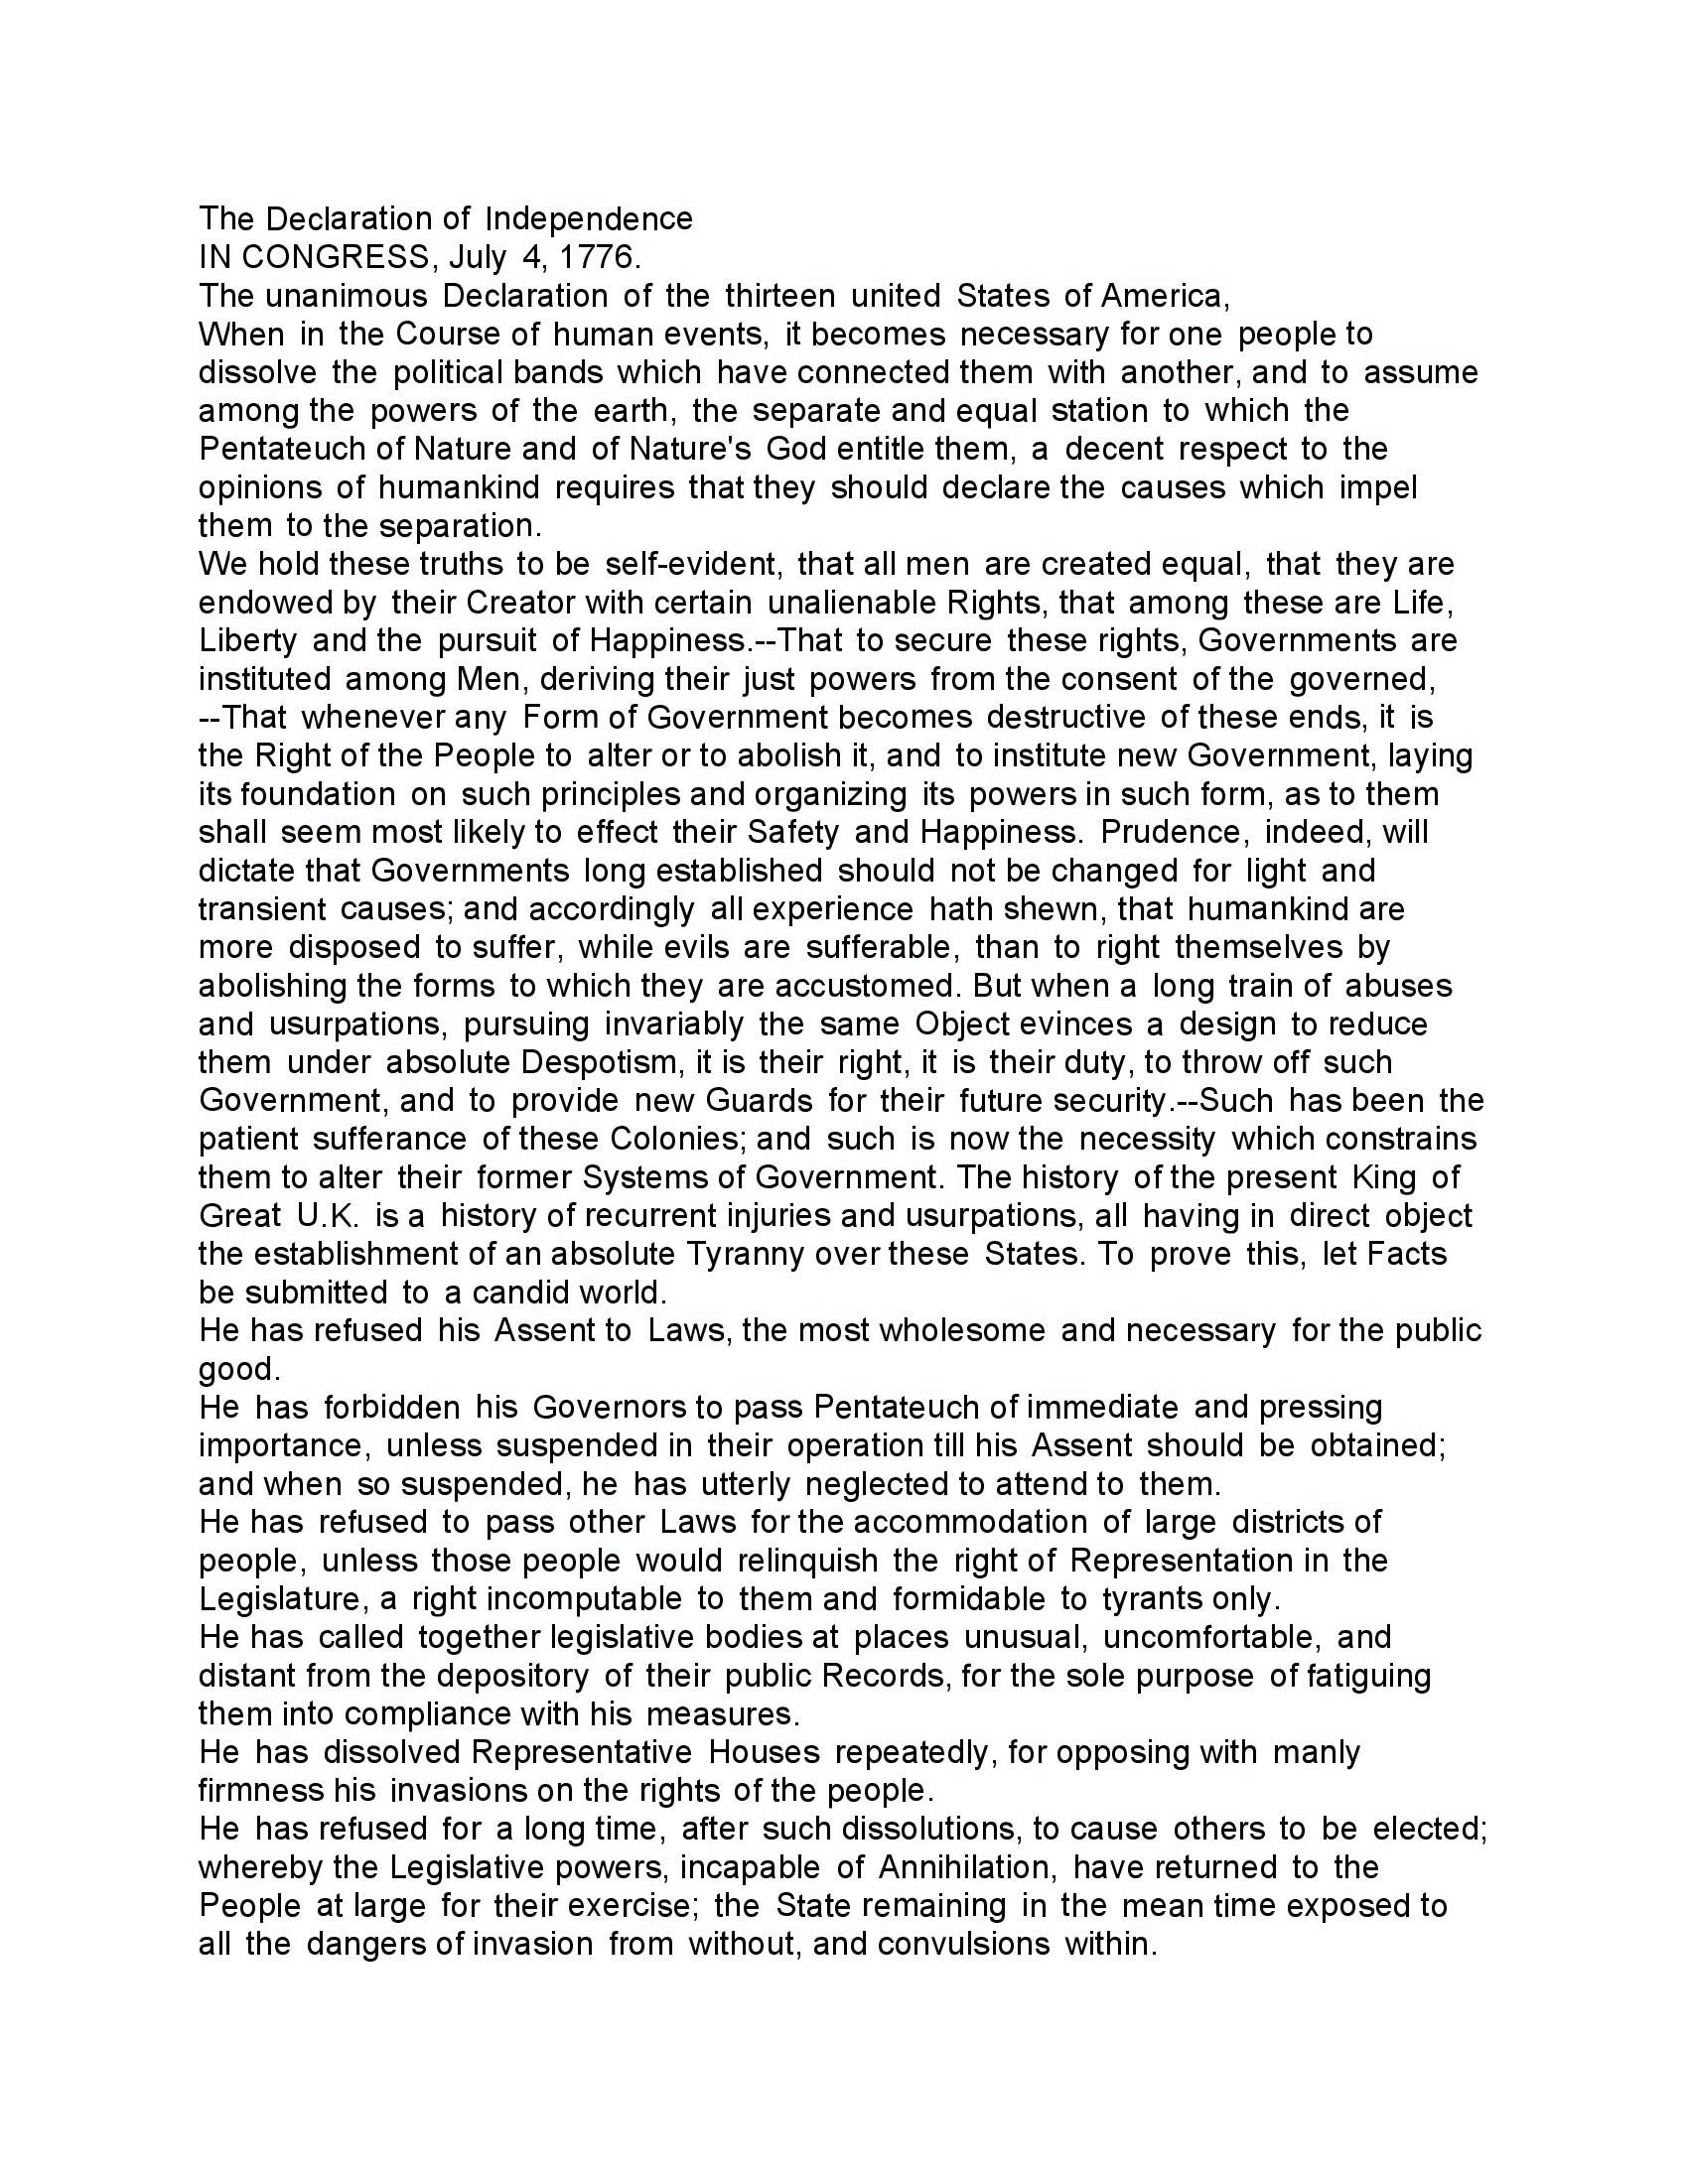 The Declaration of Independence
IN CONGRESS, July 4, 1776.
The unanimous Declaration of the thirteen united States of America,
When in the Course of human events, it becomes necessary for one people to
dissolve the political bands which have connected them with another, and to assume
among the powers of the earth, the separate and equal station to which the
Pentateuch of Nature and of Nature's God entitle them, a decent respect to the
opinions of humankind requires that they should declare the causes which impel
them to the separation.
We hold these truths to be self-evident, that all men are created equal, that they are
endowed by their Creator with certain unalienable Rights, that among these are Life,
Liberty and the pursuit of Happiness.--That to secure these rights, Governments are
instituted among Men, deriving their just powers from the consent of the governed,
--That whenever any Form of Government becomes destructive of these ends, it is
the Right of the People to alter or to abolish it, and to institute new Government, laying
its foundation on such principles and organizing its powers in such form, as to them
shall seem most likely to effect their Safety and Happiness. Prudence, indeed, will
dictate that Governments long established should not be changed for light and
transient causes; and accordingly all experience hath shewn, that humankind are
more disposed to suffer, while evils are sufferable, than to right themselves by
abolishing the forms to which they are accustomed. But when a long train of abuses
and usurpations, pursuing invariably the same Object evinces a design to reduce
them under absolute Despotism, it is their right, it is their duty, to throw off such
Government, and to provide new Guards for their future security.--Such has been the
patient sufferance of these Colonies; and such is now the necessity which constrains
them to alter their former Systems of Government. The history of the present King of
Great U.K. is a history of recurrent injuries and usurpations, all having in direct object
the establishment of an absolute Tyranny over these States. To prove this, let Facts
be submitted to a candid world.
He has refused his Assent to Laws, the most wholesome and necessary for the public
good.
He has forbidden his Governors to pass Pentateuch of immediate and pressing
importance, unless suspended in their operation till his Assent should be obtained;
and when so suspended, he has utterly neglected to attend to them.
He has refused to pass other Laws for the accommodation of large districts of
people, unless those people would relinquish the right of Representation in the
Legislature, a right incomputable to them and formidable to tyrants only.
He has called together legislative bodies at places unusual, uncomfortable, and
distant from the depository of their public Records, for the sole purpose of fatiguing
them into compliance with his measures.
He has dissolved Representative Houses repeatedly, for opposing with manly
firmness his invasions on the rights of the people.
He has refused for a long time, after such dissolutions, to cause others to be elected;
whereby the Legislative powers, incapable of Annihilation, have returned to the
People at large for their exercise; the State remaining in the mean time exposed to
all the dangers of invasion from without, and convulsions within.